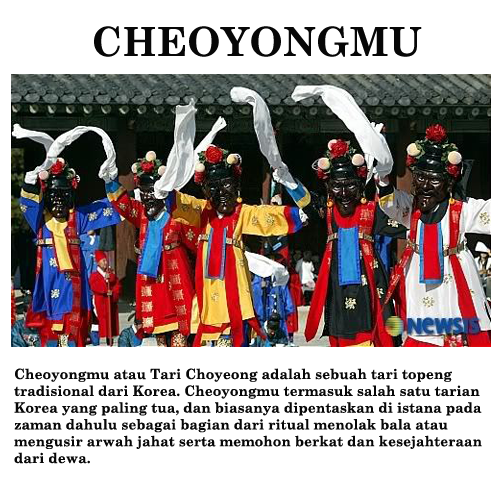 CHEOYONGMU
NEWSIS
Cheoyongmu atau Tari Choyeong adalah sebuah tari topeng
tradisional dari Korea. Cheoyongmu termasuk salah satu tarian
Korea yang paling tua, dan biasanya dipentaskan di istana pada
zaman dahulu sebagai bagian dari ritual menolak bala atau
mengusir arwah jahat serta memohon berkat dan kesejahteraan
dari dewa.